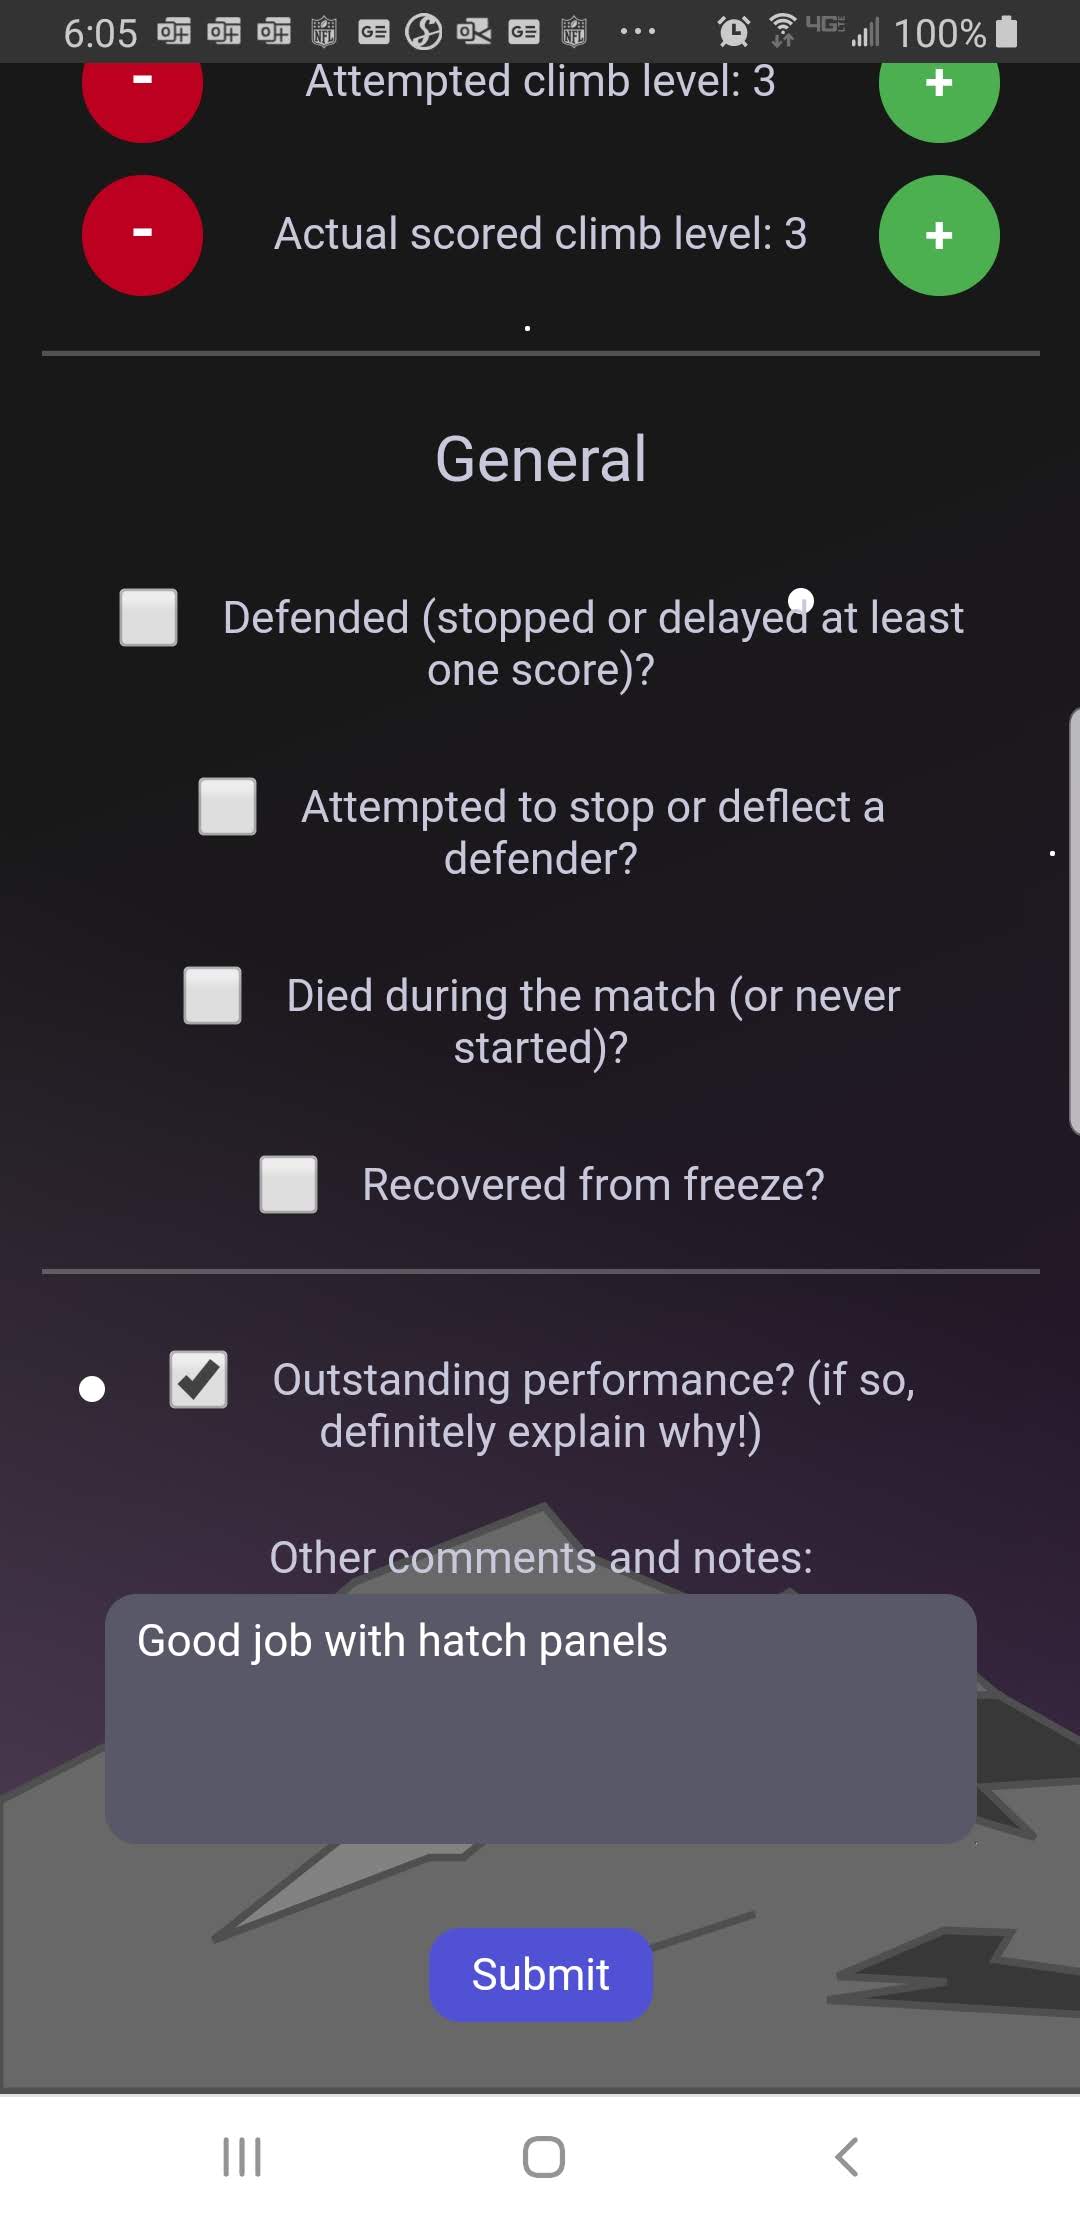 6:05 4GE 100%
- Attempted climb level: 3 +
- Actual scored climb level: 3 +
General
Defended (stopped or delayed at least
one score)?
Attempted to stop or deflect a
defender?
Died during the match (or never
started)?
Recovered from freeze?
Outstanding performance? (if so,
definitely explain why!)
Other comments and notes:
Good job with hatch panels
Submit